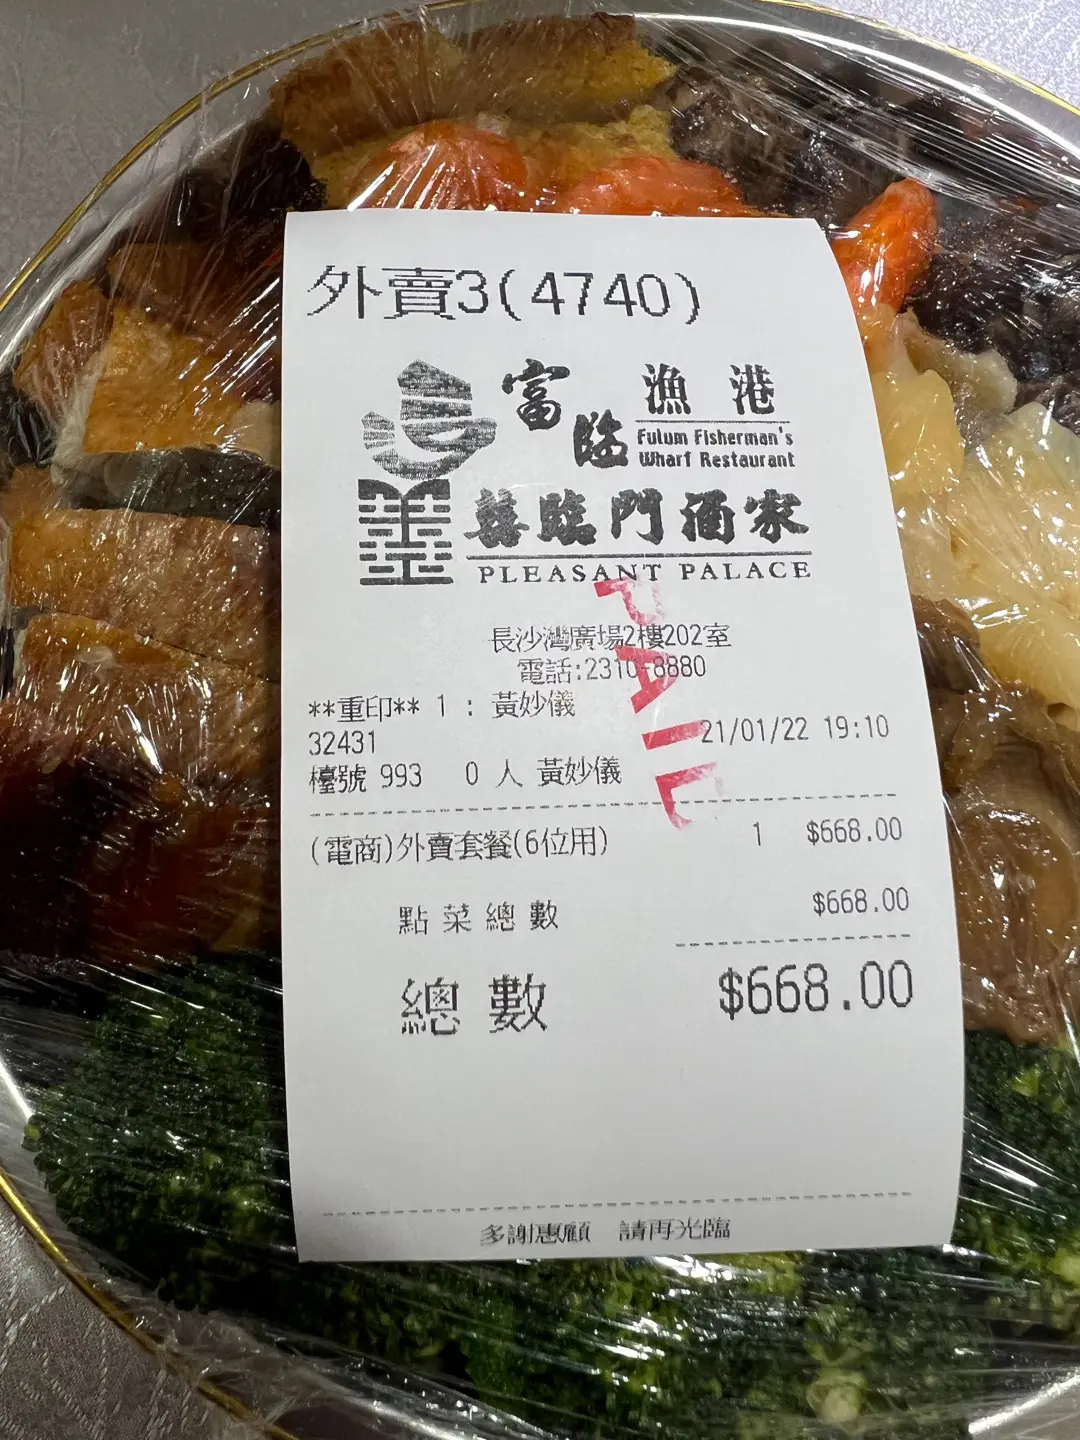 外賣3(4740)
富臨 漁港
Fulum Fisherman's
Wharf Restaurant
囍臨門酒家
PLEASANT PALACE
長沙灣廣場2樓202室
電話:2310-8880
**重印** 1 : 黃妙儀
32431 21/01/22 19:10
檯號 993 0 人 黃妙儀
(電商)外賣套餐(6位用) 1 $668.00
點菜總數 $668.00
總數 $668.00
多謝惠顧 請再光臨
PAID